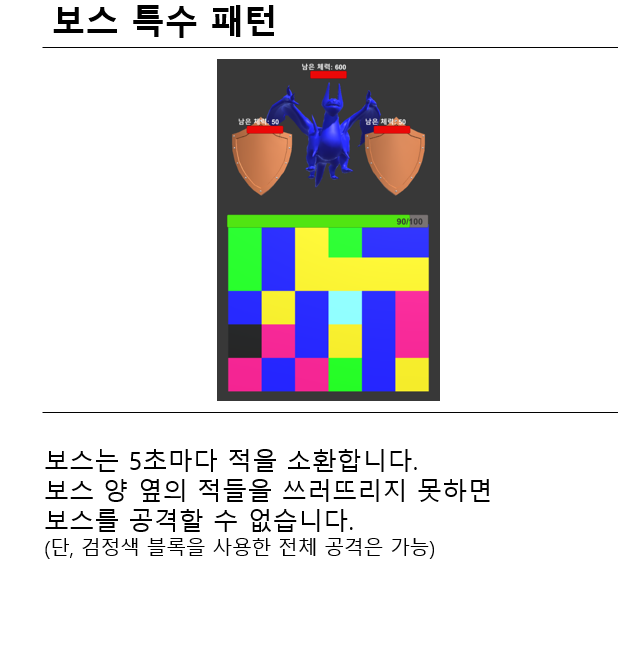 보스 특수 패턴
남은 체력: 600
남은 체력: 50
남은 체력: 50
90/100
보스는 5초마다 적을 소환합니다.
보스 양 옆의 적들을 쓰러뜨리지 못하면
보스를 공격할 수 없습니다.
(단, 검정색 블록을 사용한 전체 공격은 가능)